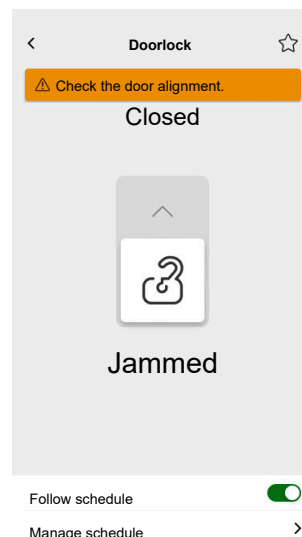 Doorlock
Check the door alignment.
Closed
Jammed
Follow schedule
Manage schedule